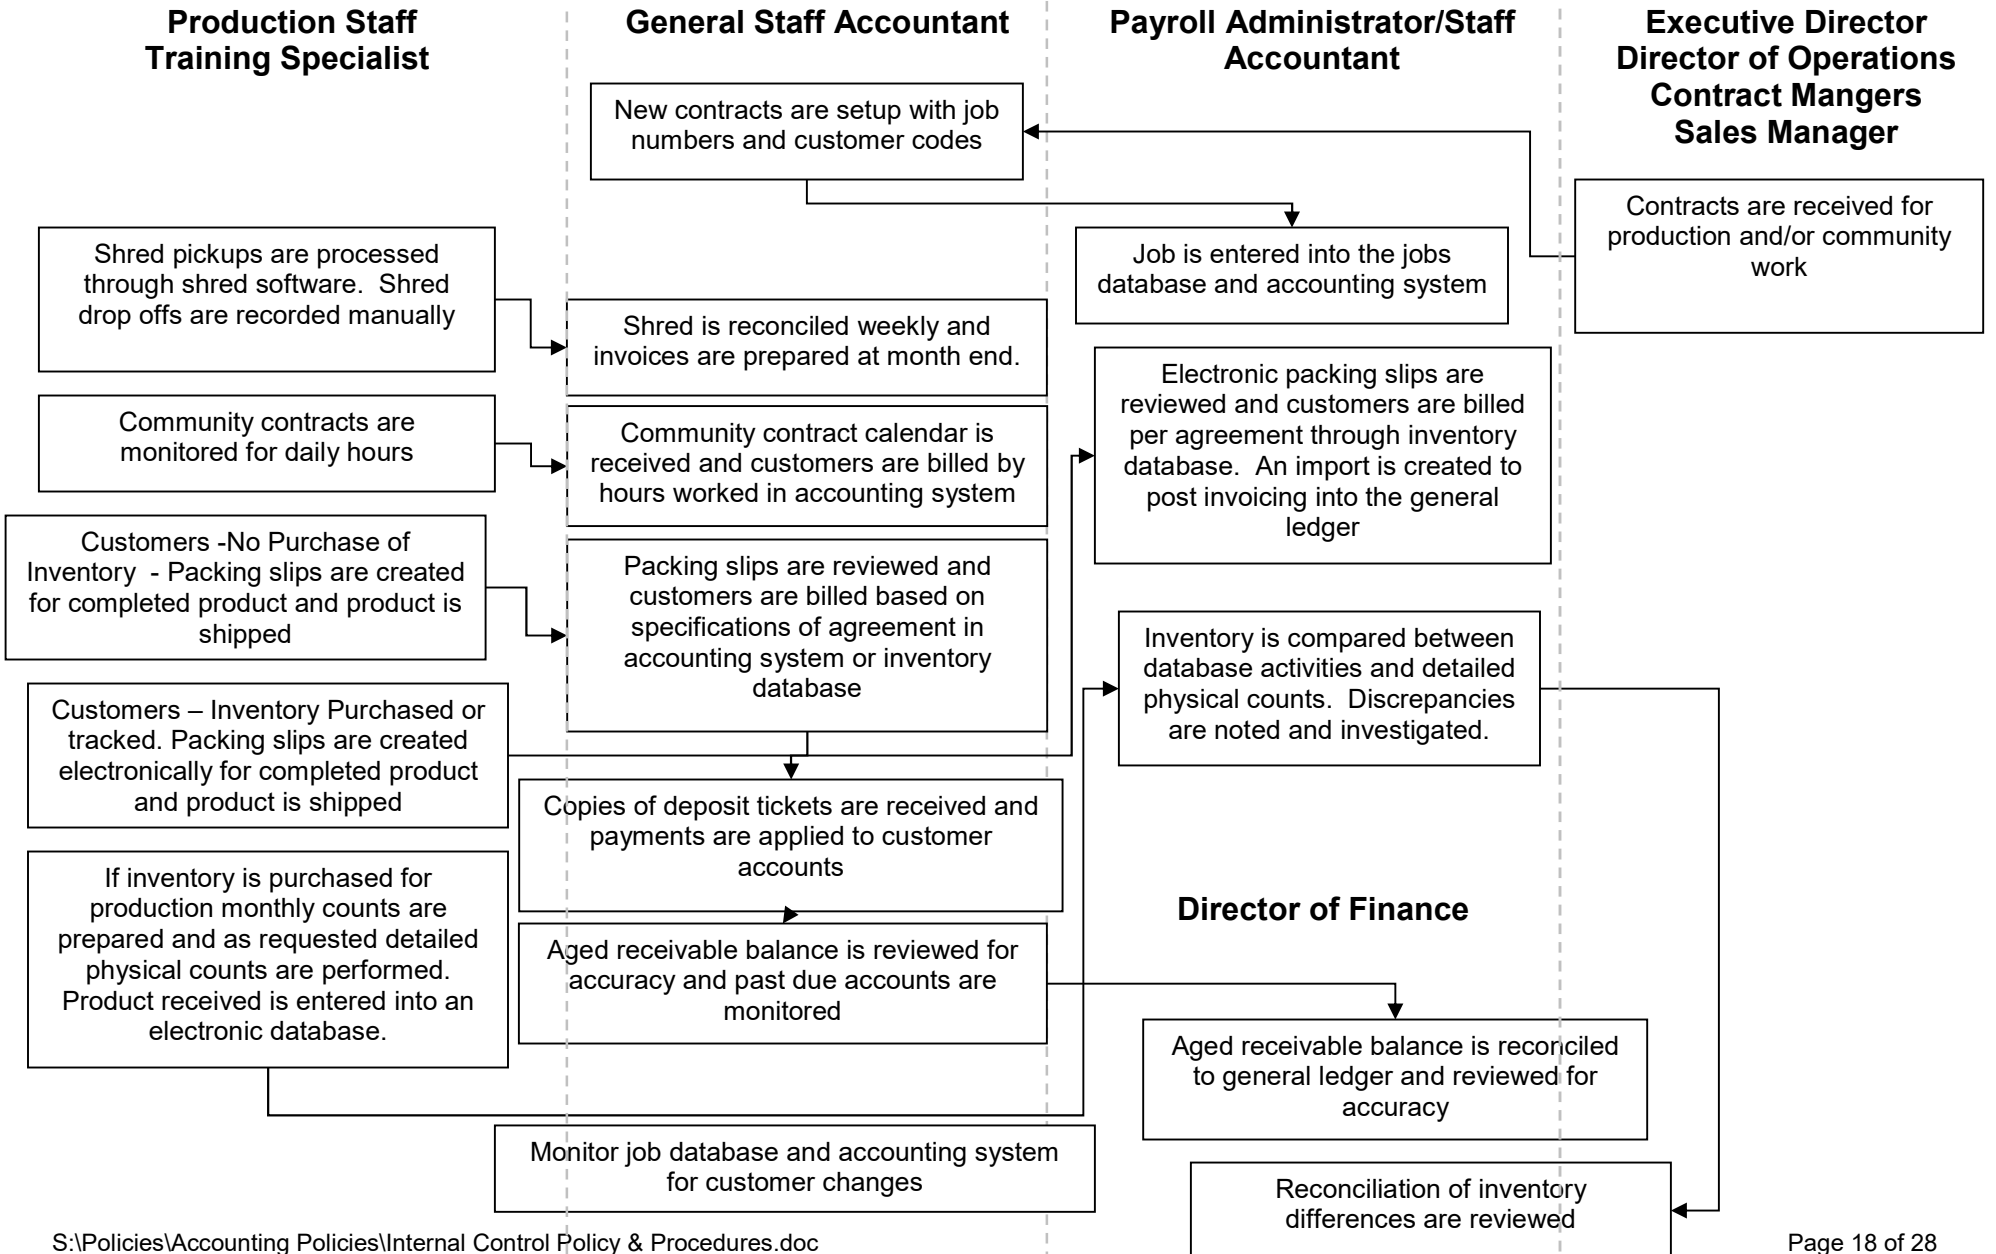 Production Staff
Training Specialist
General Staff Accountant
Payroll Administrator/Staff
Accountant
Executive Director
Director of Operations
Contract Mangers
Sales Manager
New contracts are setup with job
numbers and customer codes
Contracts are received for
production and/or community
work
Shred pickups are processed
through shred software.  Shred
drop offs are recorded manually
Job is entered into the jobs
database and accounting system
Shred is reconciled weekly and
invoices are prepared at month end.
Electronic packing slips are
reviewed and customers are billed
per agreement through inventory
database.  An import is created to
post invoicing into the general
ledger
Community contracts are
monitored for daily hours
Community contract calendar is
received and customers are billed by
hours worked in accounting system
Customers -No Purchase of
Inventory  - Packing slips are created
for completed product and product is
shipped
Packing slips are reviewed and
customers are billed based on
specifications of agreement in
accounting system or inventory
database
Inventory is compared between
database activities and detailed
physical counts.  Discrepancies
are noted and investigated.
Customers – Inventory Purchased or
tracked. Packing slips are created
electronically for completed product
and product is shipped
Copies of deposit tickets are received and
payments are applied to customer
accounts
If inventory is purchased for
production monthly counts are
prepared and as requested detailed
physical counts are performed.
Product received is entered into an
electronic database.
Director of Finance
Aged receivable balance is reviewed for
accuracy and past due accounts are
monitored
Aged receivable balance is reconciled
to general ledger and reviewed for
accuracy
Monitor job database and accounting system
for customer changes
Reconciliation of inventory
differences are reviewed
S:\Policies\Accounting Policies\Internal Control Policy & Procedures.doc
Page 18 of 28